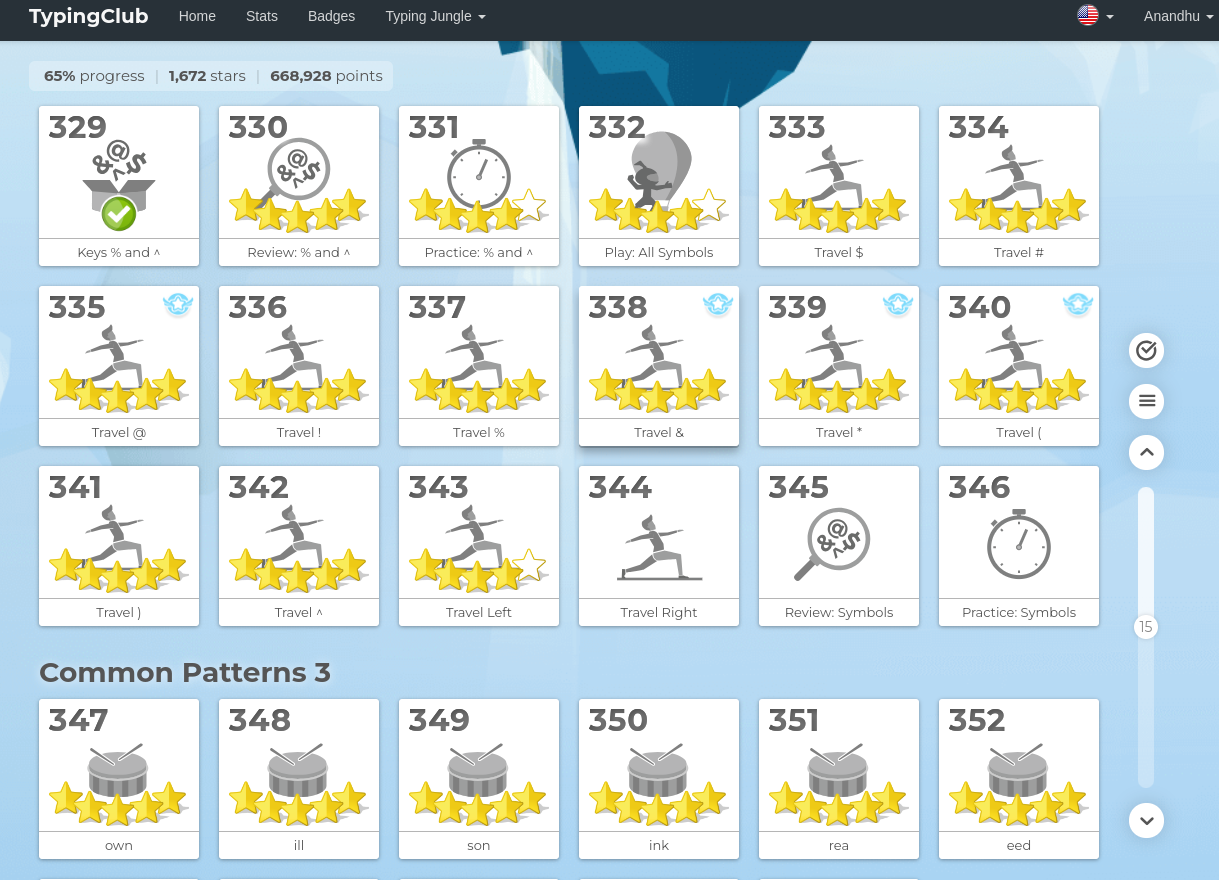 TypingClub Home Stats Badges Typing Jungle Anandhu
65% progress | 1,672 stars | 668,928 points
329 330 331 332 333 334
Keys % and ^ Review: % and ^ Practice: % and ^ Play: All Symbols Travel $ Travel #
335 336 337 338 339 340
Travel @ Travel ! Travel % Travel & Travel * Travel (
341 342 343 344 345 346
Travel ) Travel ^ Travel Left Travel Right Review: Symbols Practice: Symbols
15
Common Patterns 3
347 348 349 350 351 352
own ill son ink rea eed